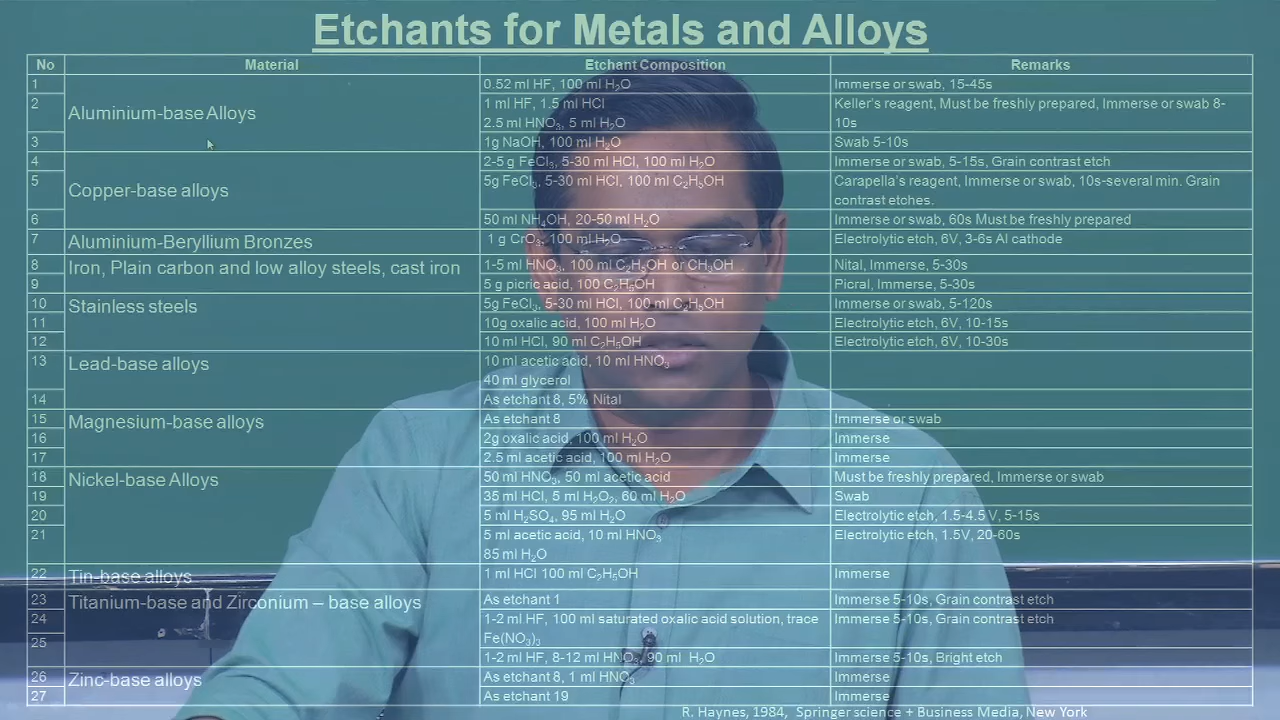 Etchants for Metals and Alloys
No Material Etchant Composition Remarks
1 0.52 ml HF, 100 ml H₂O Immerse or swab, 15-45s
2 Aluminium-base Alloys 1 ml HF, 1.5 ml HCl Keller's reagent, Must be freshly prepared, Immerse or swab 8-
2.5 ml HNO₃, 5 ml H₂O 10s
3 1g NaOH, 100 ml H₂O Swab 5-10s
4 2-5 g FeCl₃, 5-30 ml HCl, 100 ml H₂O Immerse or swab, 5-15s, Grain contrast etch
5 Copper-base alloys 5g FeCl₃, 5-30 ml HCl, 100 ml C₂H₅OH Carapella's reagent, Immerse or swab, 10s-several min. Grain
contrast etches.
6 50 ml NH₄OH, 20-50 ml H₂O Immerse or swab, 60s Must be freshly prepared
7 Aluminium-Beryllium Bronzes 1 g CrO₃, 100 ml H₂O Electrolytic etch, 6V, 3-6s Al cathode
8 Iron, Plain carbon and low alloy steels, cast iron 1-5 ml HNO₃, 100 ml C₂H₅OH or CH₃OH Nital, Immerse, 5-30s
9 5 g picric acid, 100 C₂H₅OH Picral, Immerse, 5-30s
10 Stainless steels 5g FeCl₃, 5-30 ml HCl, 100 ml C₂H₅OH Immerse or swab, 5-120s
11 10g oxalic acid, 100 ml H₂O Electrolytic etch, 6V, 10-15s
12 10 ml HCl, 90 ml C₂H₅OH Electrolytic etch, 6V, 10-30s
13 Lead-base alloys 10 ml acetic acid, 10 ml HNO₃
40 ml glycerol
14 As etchant 8, 5% Nital
15 Magnesium-base alloys As etchant 8 Immerse or swab
16 2g oxalic acid, 100 ml H₂O Immerse
17 2.5 ml acetic acid, 100 ml H₂O Immerse
18 Nickel-base Alloys 50 ml HNO₃, 50 ml acetic acid Must be freshly prepared, Immerse or swab
19 35 ml HCl, 5 ml H₂O₂, 60 ml H₂O Swab
20 5 ml H₂SO₄, 95 ml H₂O Electrolytic etch, 1.5-4.5 V, 5-15s
21 5 ml acetic acid, 10 ml HNO₃ Electrolytic etch, 1.5V, 20-60s
85 ml H₂O
22 Tin-base alloys 1 ml HCl 100 ml C₂H₅OH Immerse
23 Titanium-base and Zirconium – base alloys As etchant 1 Immerse 5-10s, Grain contrast etch
24 1-2 ml HF, 100 ml saturated oxalic acid solution, trace Immerse 5-10s, Grain contrast etch
25 Fe(NO₃)₃
1-2 ml HF, 8-12 ml HNO₃, 90 ml H₂O Immerse 5-10s, Bright etch
26 Zinc-base alloys As etchant 8, 1 ml HNO₃ Immerse
27 As etchant 19 Immerse
R. Haynes, 1984, Springer science + Business Media, New York